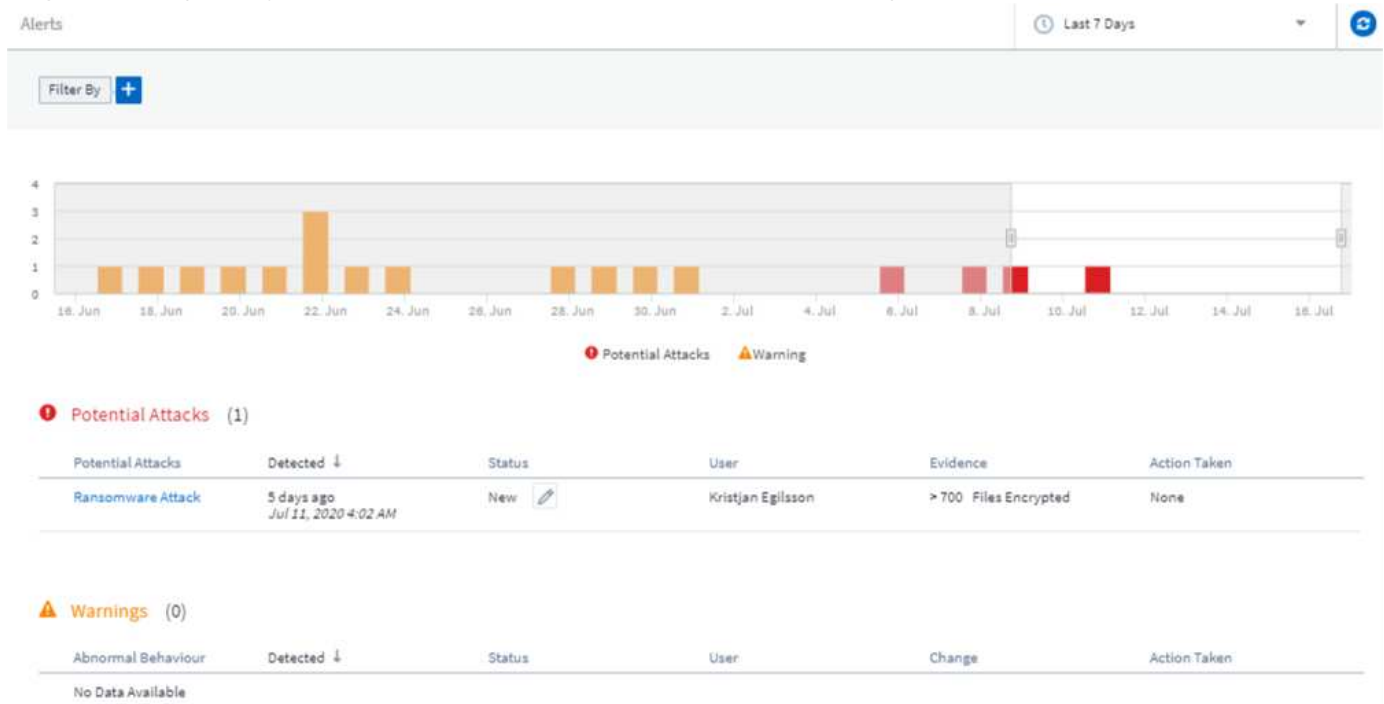 Alerts
Last 7 Days
Filter By +
4
3
2
1
0
16. Jun 18. Jun 20. Jun 22. Jun 24. Jun 26. Jun 28. Jun 30. Jun 2. Jul 4. Jul 6. Jul 8. Jul 10. Jul 12. Jul 14. Jul 16. Jul
Potential Attacks Warning
Potential Attacks (1)
Potential Attacks Detected ↓ Status User Evidence Action Taken
Ransomware Attack 5 days ago New Kristjan Egilsson > 700 Files Encrypted None
Jul 11, 2020 4:02 AM
Warnings (0)
Abnormal Behaviour Detected ↓ Status User Change Action Taken
No Data Available